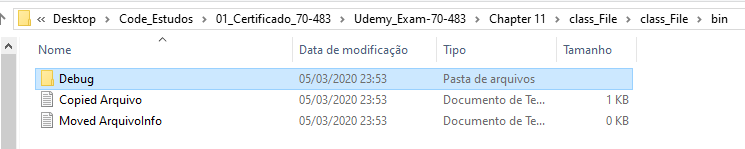 Desktop > Code_Estudos > 01_Certificado_70-483 > Udemy_Exam-70-483 > Chapter 11 > class_File > class_File > bin
Nome Data de modificação Tipo Tamanho
Debug 05/03/2020 23:53 Pasta de arquivos
Copied Arquivo 05/03/2020 23:53 Documento de Te... 1 KB
Moved ArquivoInfo 05/03/2020 23:53 Documento de Te... 0 KB